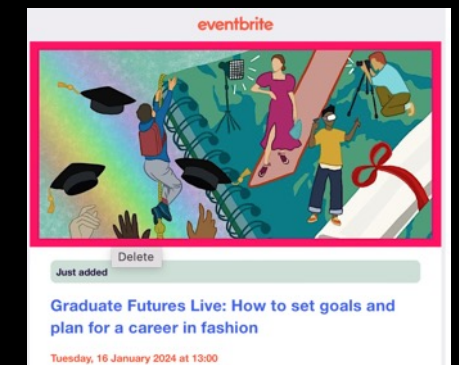 eventbrite
Delete
Just added
Graduate Futures Live: How to set goals and
plan for a career in fashion
Tuesday, 16 January 2024 at 13:00